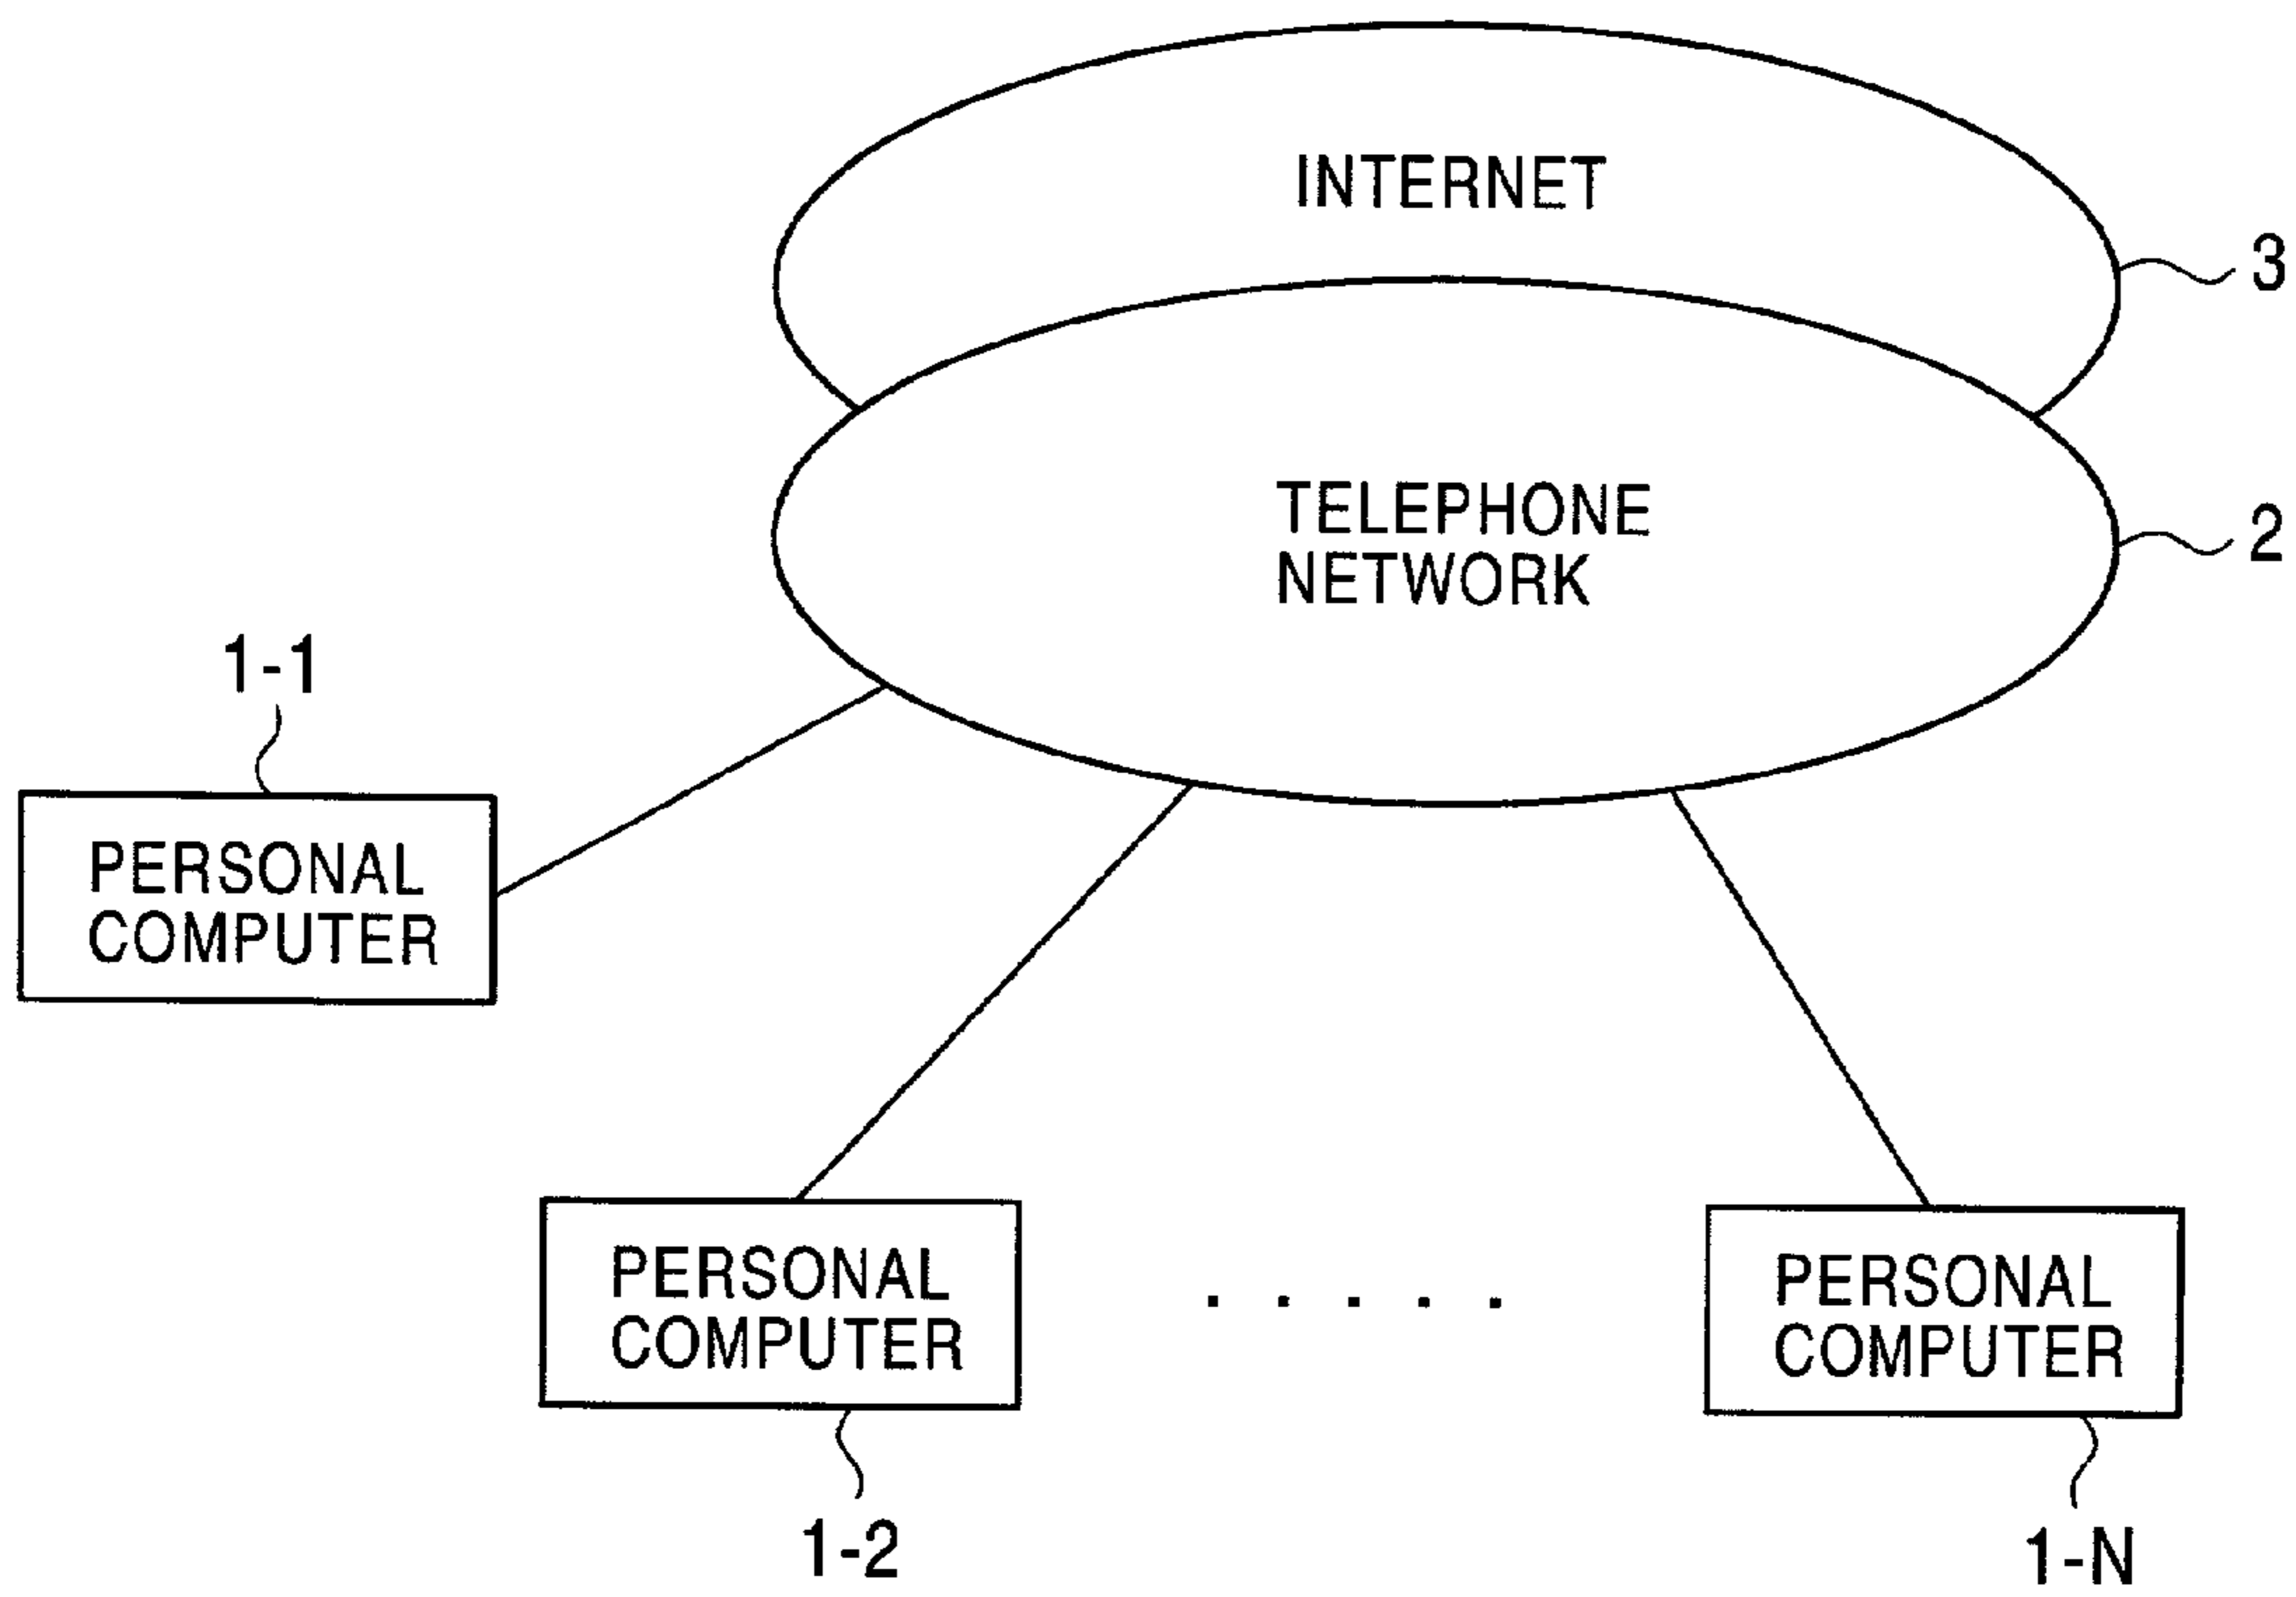 INTERNET
3
TELEPHONE
NETWORK
2
1-1
PERSONAL
COMPUTER
PERSONAL
COMPUTER
. . . . .
PERSONAL
COMPUTER
1-2
1-N